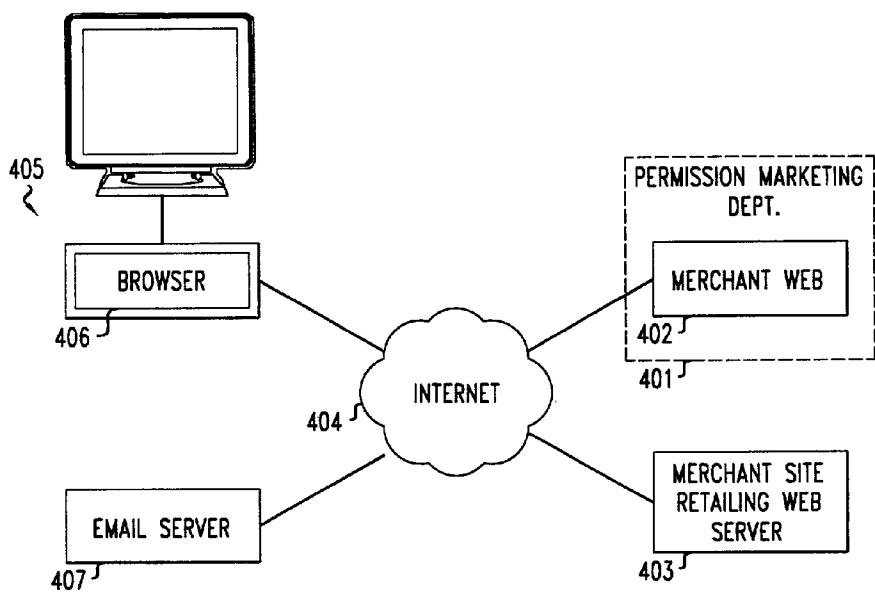 405
BROWSER
406
PERMISSION MARKETING
DEPT.
MERCHANT WEB
402
401
INTERNET
404
EMAIL SERVER
407
MERCHANT SITE
RETAILING WEB
SERVER
403